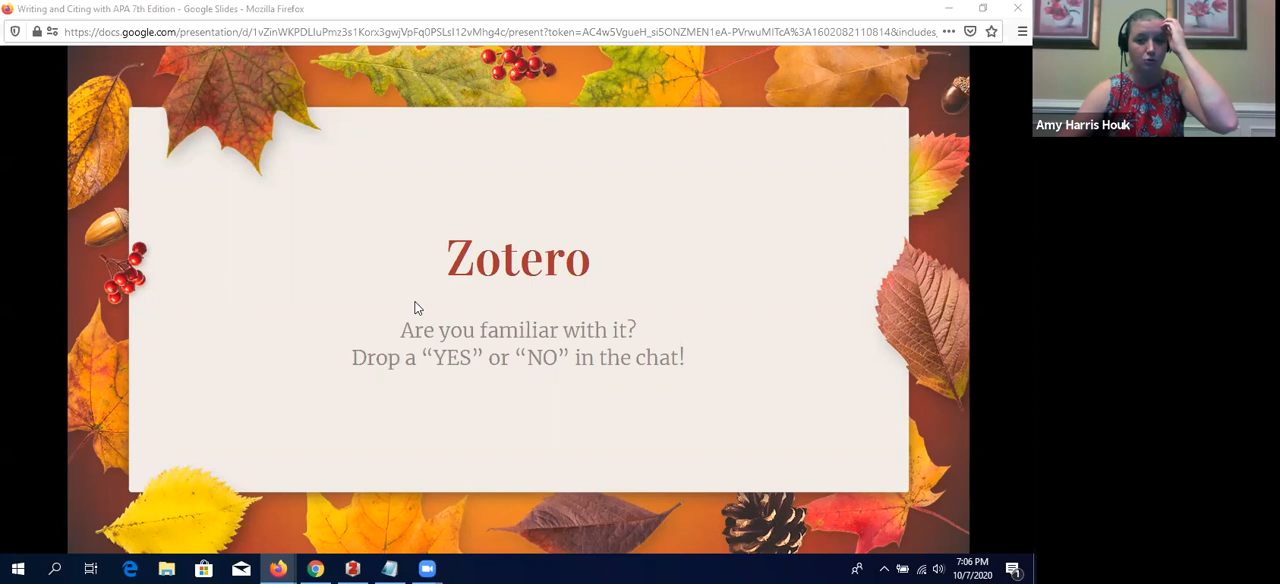 Writing and Citing with APA 7th Edition - Google Slides - Mozilla Firefox
Zotero
Are you familiar with it?
Drop a “YES” or “NO” in the chat!
Amy Harris Houk
7:06 PM
10/7/2020
1